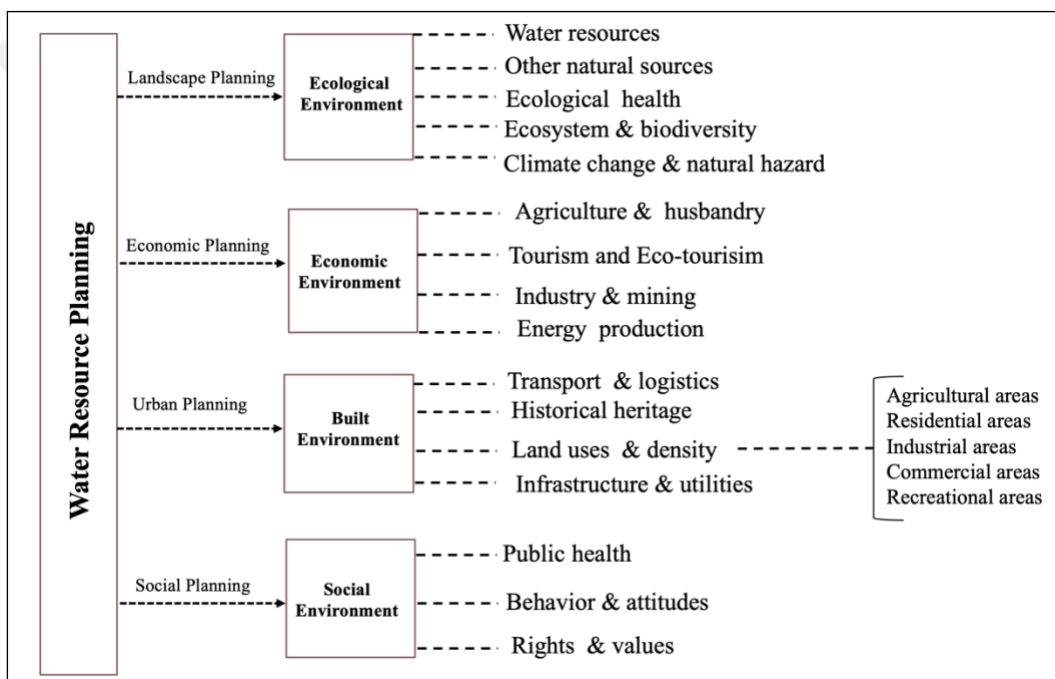 Water Resource Planning
Landscape Planning
Ecological
Environment
Water resources
Other natural sources
Ecological health
Ecosystem & biodiversity
Climate change & natural hazard
Economic Planning
Economic
Environment
Agriculture & husbandry
Tourism and Eco-tourisim
Industry & mining
Energy production
Urban Planning
Built
Environment
Transport & logistics
Historical heritage
Land uses & density
Infrastructure & utilities
Agricultural areas
Residential areas
Industrial areas
Commercial areas
Recreational areas
Social Planning
Social
Environment
Public health
Behavior & attitudes
Rights & values